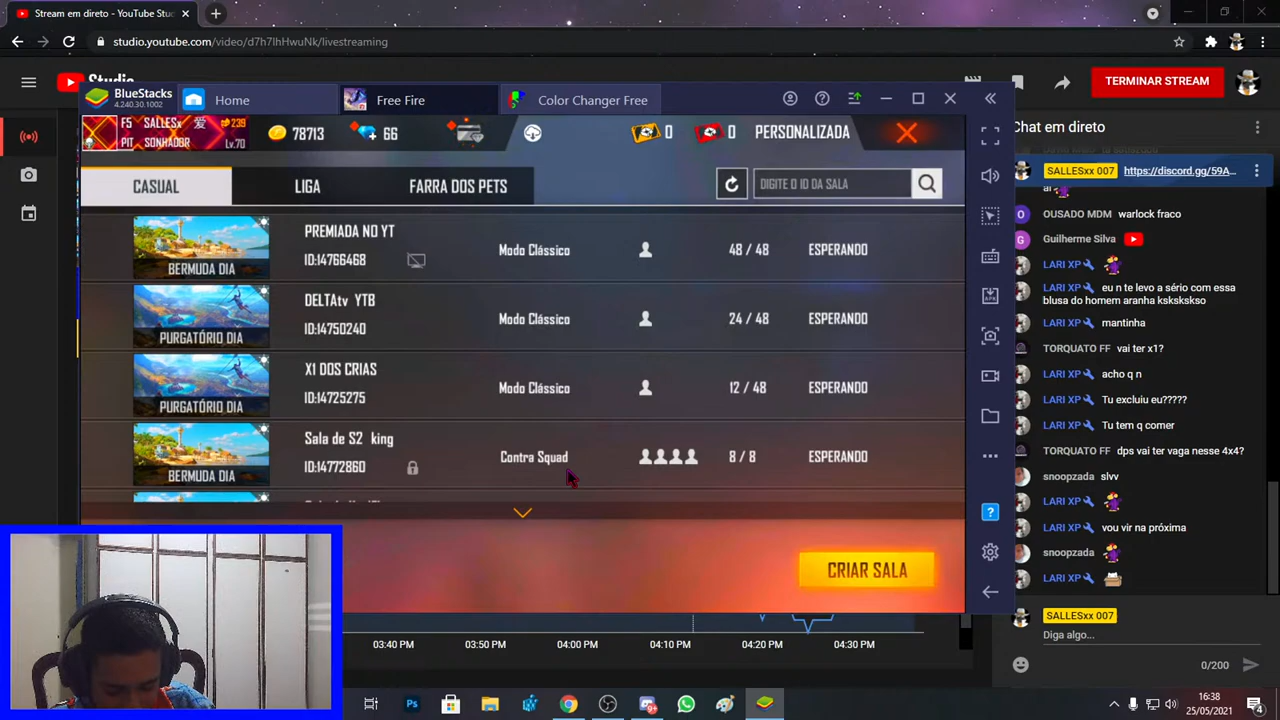 Stream em direto - YouTube Stu
studio.youtube.com/video/d7h7lhHwuNk/livestreaming
Studio
TERMINAR STREAM
BlueStacks
4.240.30.1002
Home
Free Fire
Color Changer Free
F5 SALLESx 爱
PIT SONHADOR
239
Lv.70
78713
66
0
0
PERSONALIZADA
CASUAL
LIGA
FARRA DOS PETS
DIGITE O ID DA SALA
BERMUDA DIA
PREMIADA NO YT
ID:14766468
Modo Clássico
48 / 48
ESPERANDO
PURGATÓRIO DIA
DELTAtv YTB
ID:14750240
Modo Clássico
24 / 48
ESPERANDO
PURGATÓRIO DIA
X1 DOS CRIAS
ID:14725275
Modo Clássico
12 / 48
ESPERANDO
BERMUDA DIA
Sala de S2 king
ID:14772860
Contra Squad
8 / 8
ESPERANDO
CRIAR SALA
Chat em direto
SALLESxx 007 https://discord.gg/59A...
OUSADO MDM warlock fraco
Guilherme Silva
LARI XP
LARI XP eu n te levo a sério com essa
blusa do homem aranha ksksksksо
LARI XP mantinha
TORQUATO FF vai ter x1?
LARI XP acho q n
LARI XP Tu excluiu eu?????
LARI XP Tu tem q comer
TORQUATO FF dps vai ter vaga nesse 4x4?
snoopzada slvv
LARI XP
LARI XP vou vir na próxima
snoopzada
LARI XP
SALLESxx 007
Diga algo...
0/200
03:40 PM
03:50 PM
04:00 PM
04:10 PM
04:20 PM
04:30 PM
16:38
25/05/2021
4